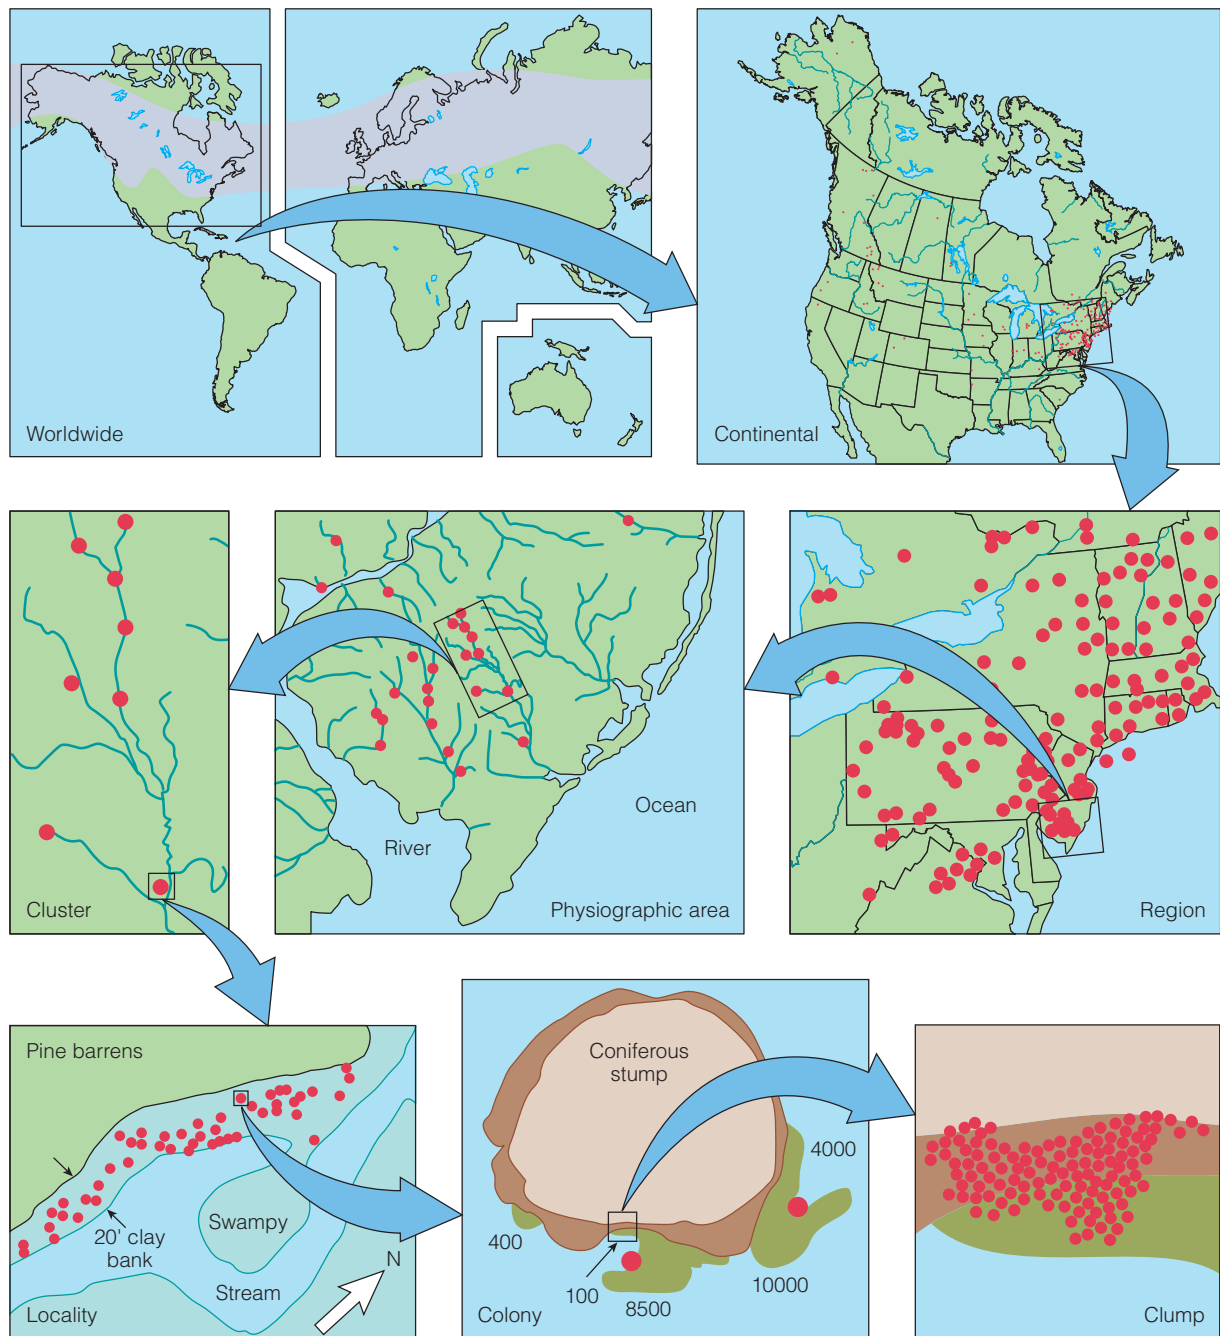 Worldwide
Continental
Cluster
River
Ocean
Physiographic area
Region
Pine barrens
20' clay
bank
Swampy
Stream
N
Locality
Coniferous
stump
4000
400
100
8500
10000
Colony
Clump